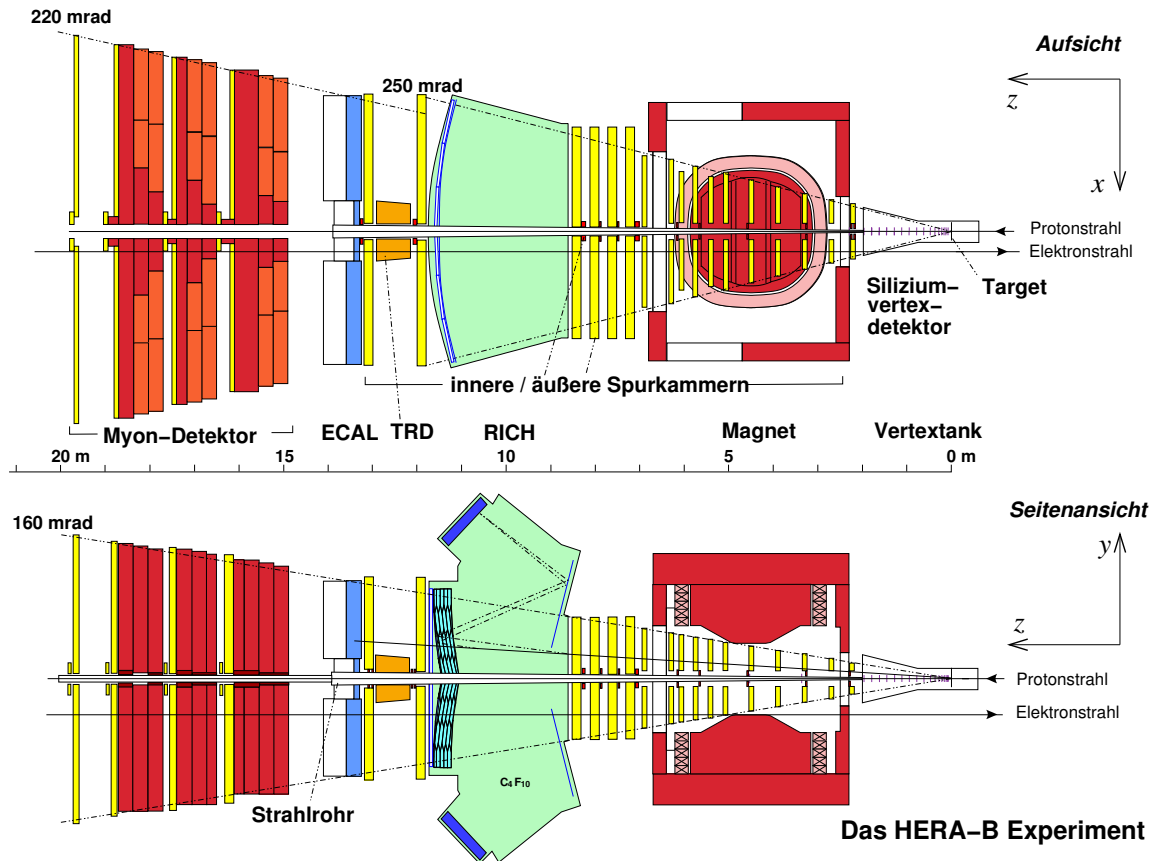 220 mrad
Aufsicht
250 mrad
z
x
Protonstrahl
Elektronstrahl
Silizium-
vertex-
detektor
Target
innere / äußere Spurkammern
Myon-Detektor
ECAL
TRD
RICH
Magnet
Vertextank
20 m
15
10
5
0 m
160 mrad
Seitenansicht
y
z
Protonstrahl
Elektronstrahl
C4F10
Strahlrohr
Das HERA-B Experiment